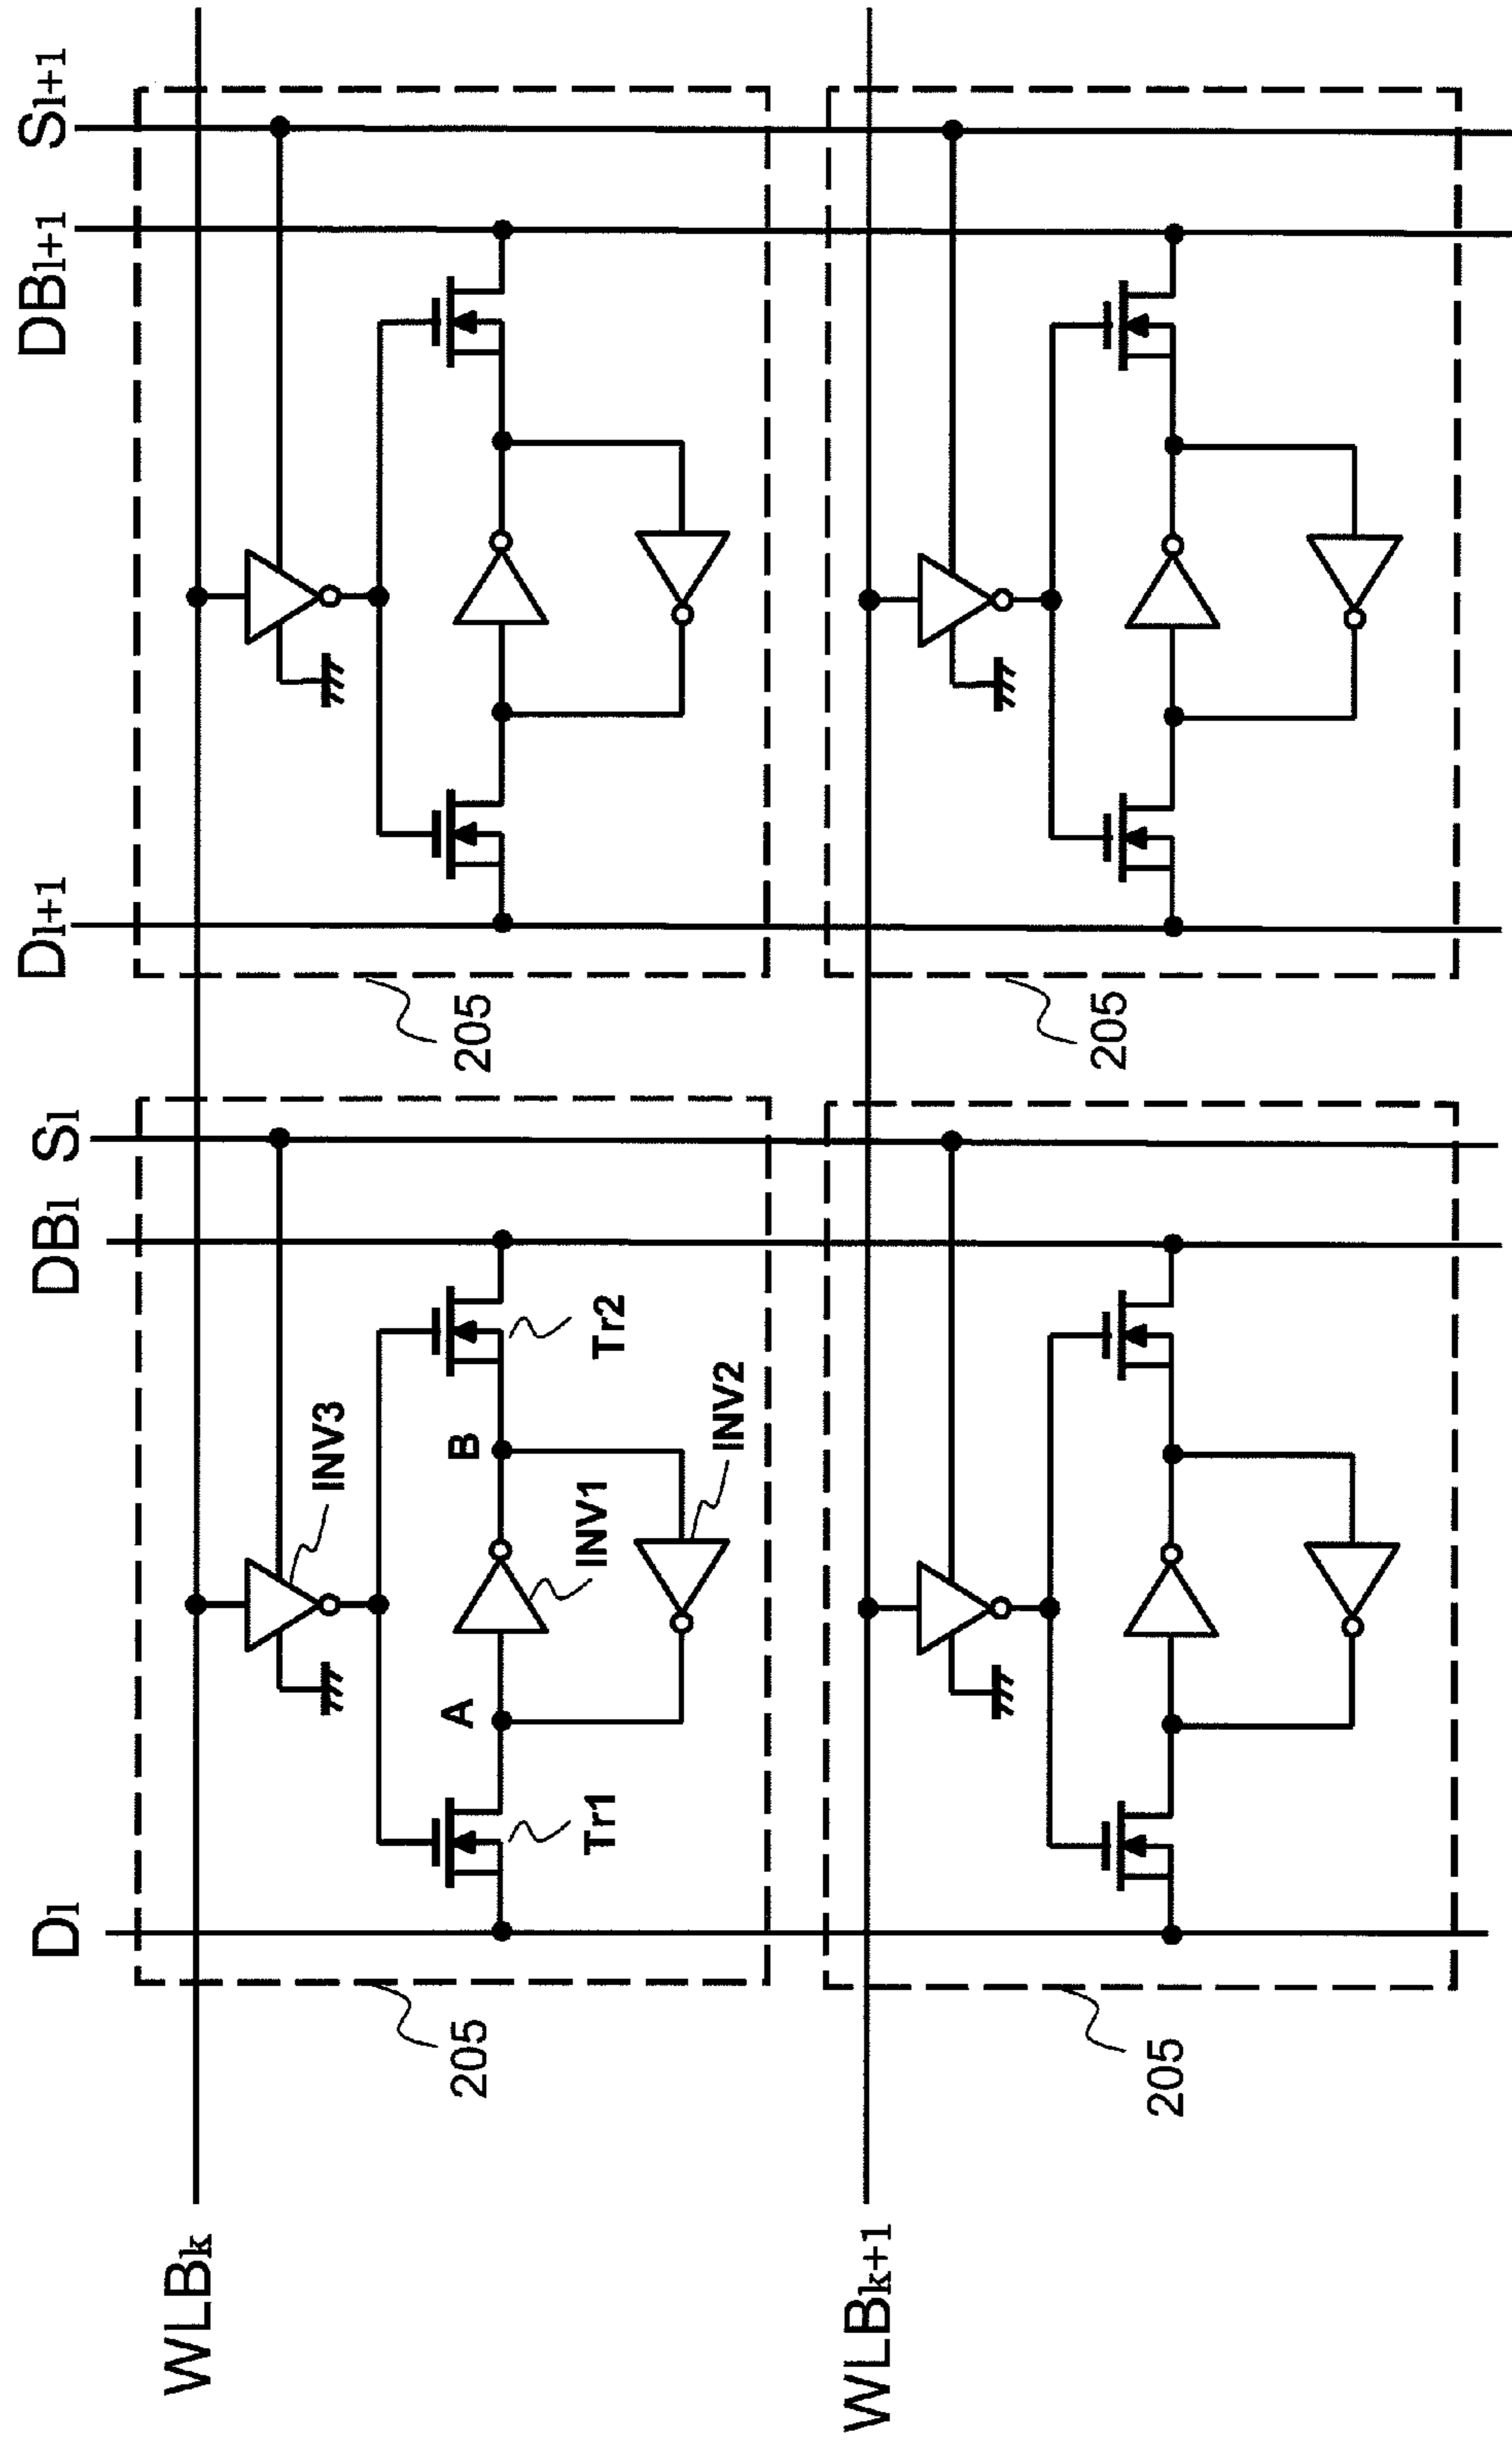 Dl DBl Sl Dl+1 DBl+1 Sl+1
WLBk
INV3
A B
INV1
Tr1 Tr2
INV2
205 205
WLBk+1
205 205